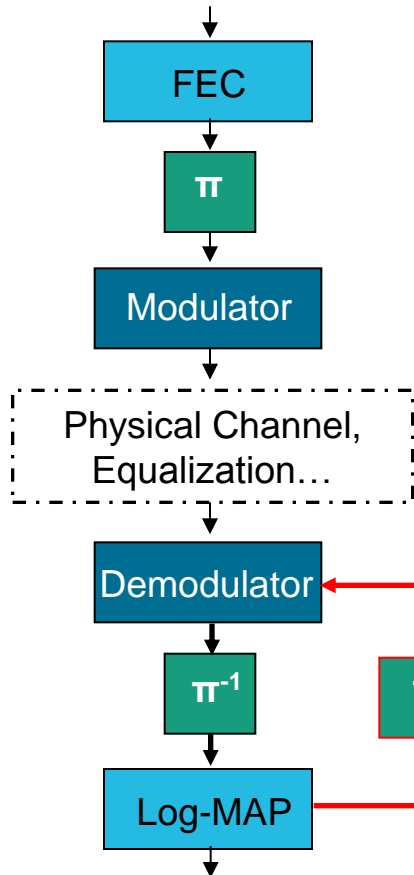 FEC
π
Modulator
Physical Channel,
Equalization…
Demodulator
π-1
Log-MAP